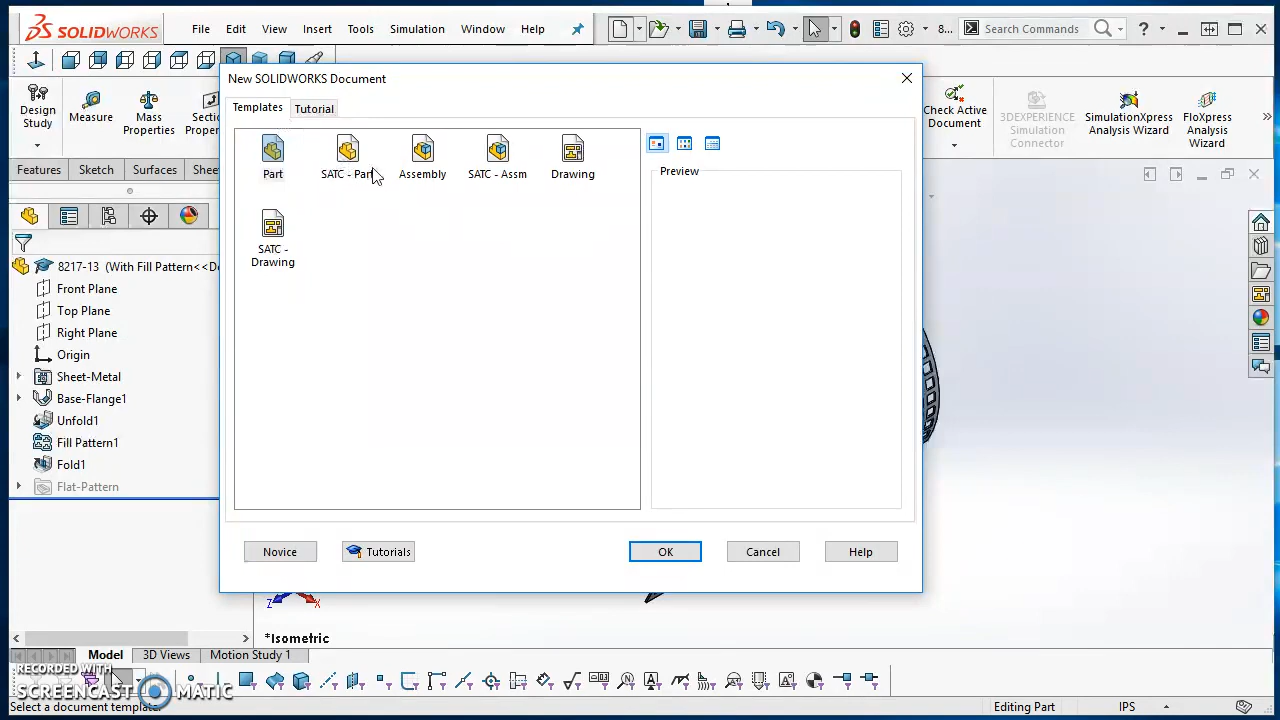 SOLIDWORKS File Edit View Insert Tools Simulation Window Help 8... Search Commands
New SOLIDWORKS Document
Templates Tutorial
Part SATC - Part Assembly SATC - Assm Drawing
SATC -
Drawing
Preview
Novice Tutorials OK Cancel Help
Design
Study
Measure
Mass
Properties
Check Active
Document
3DEXPERIENCE
Simulation
Connector
SimulationXpress
Analysis Wizard
FloXpress
Analysis
Wizard
Features Sketch Surfaces
8217-13 (With Fill Pattern<<D
Front Plane
Top Plane
Right Plane
Origin
Sheet-Metal
Base-Flange1
Unfold1
Fill Pattern1
Fold1
Flat-Pattern
Z X
*Isometric
Model 3D Views Motion Study 1
RECORDED WITH
SCREENCAST MATIC
Select a document template. Editing Part IPS